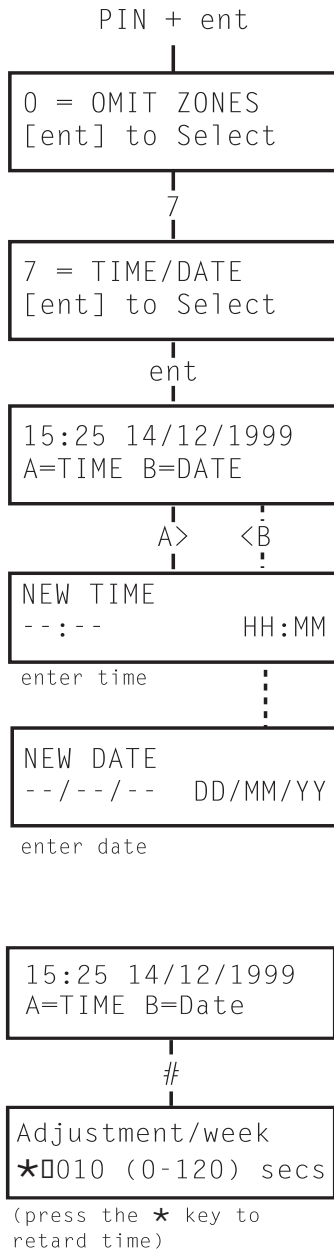 PIN + ent
0 = OMIT ZONES
[ent] to Select
7
7 = TIME/DATE
[ent] to Select
ent
15:25 14/12/1999
A=TIME B=DATE
A> <B
NEW TIME
--:-- HH:MM
enter time
NEW DATE
--/--/-- DD/MM/YY
enter date
15:25 14/12/1999
A=TIME B=Date
#
Adjustment/week
★▯010 (0-120) secs
(press the ★ key to
retard time)